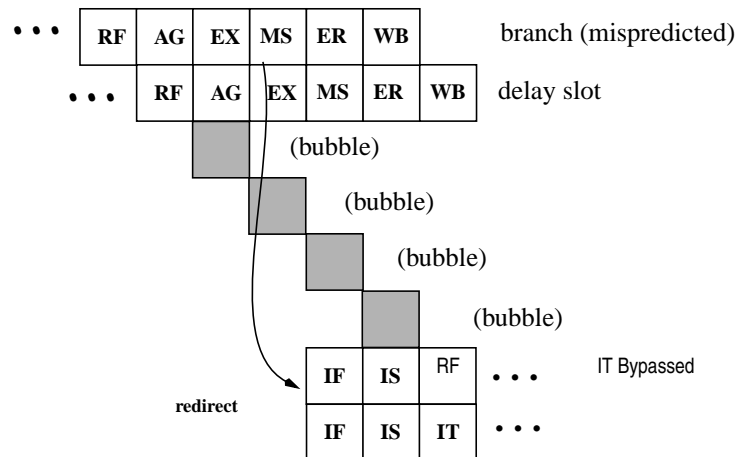 ••• RF AG EX MS ER WB branch (mispredicted)
••• RF AG EX MS ER WB delay slot
(bubble)
(bubble)
(bubble)
(bubble)
IF IS RF ••• IT Bypassed
redirect
IF IS IT •••